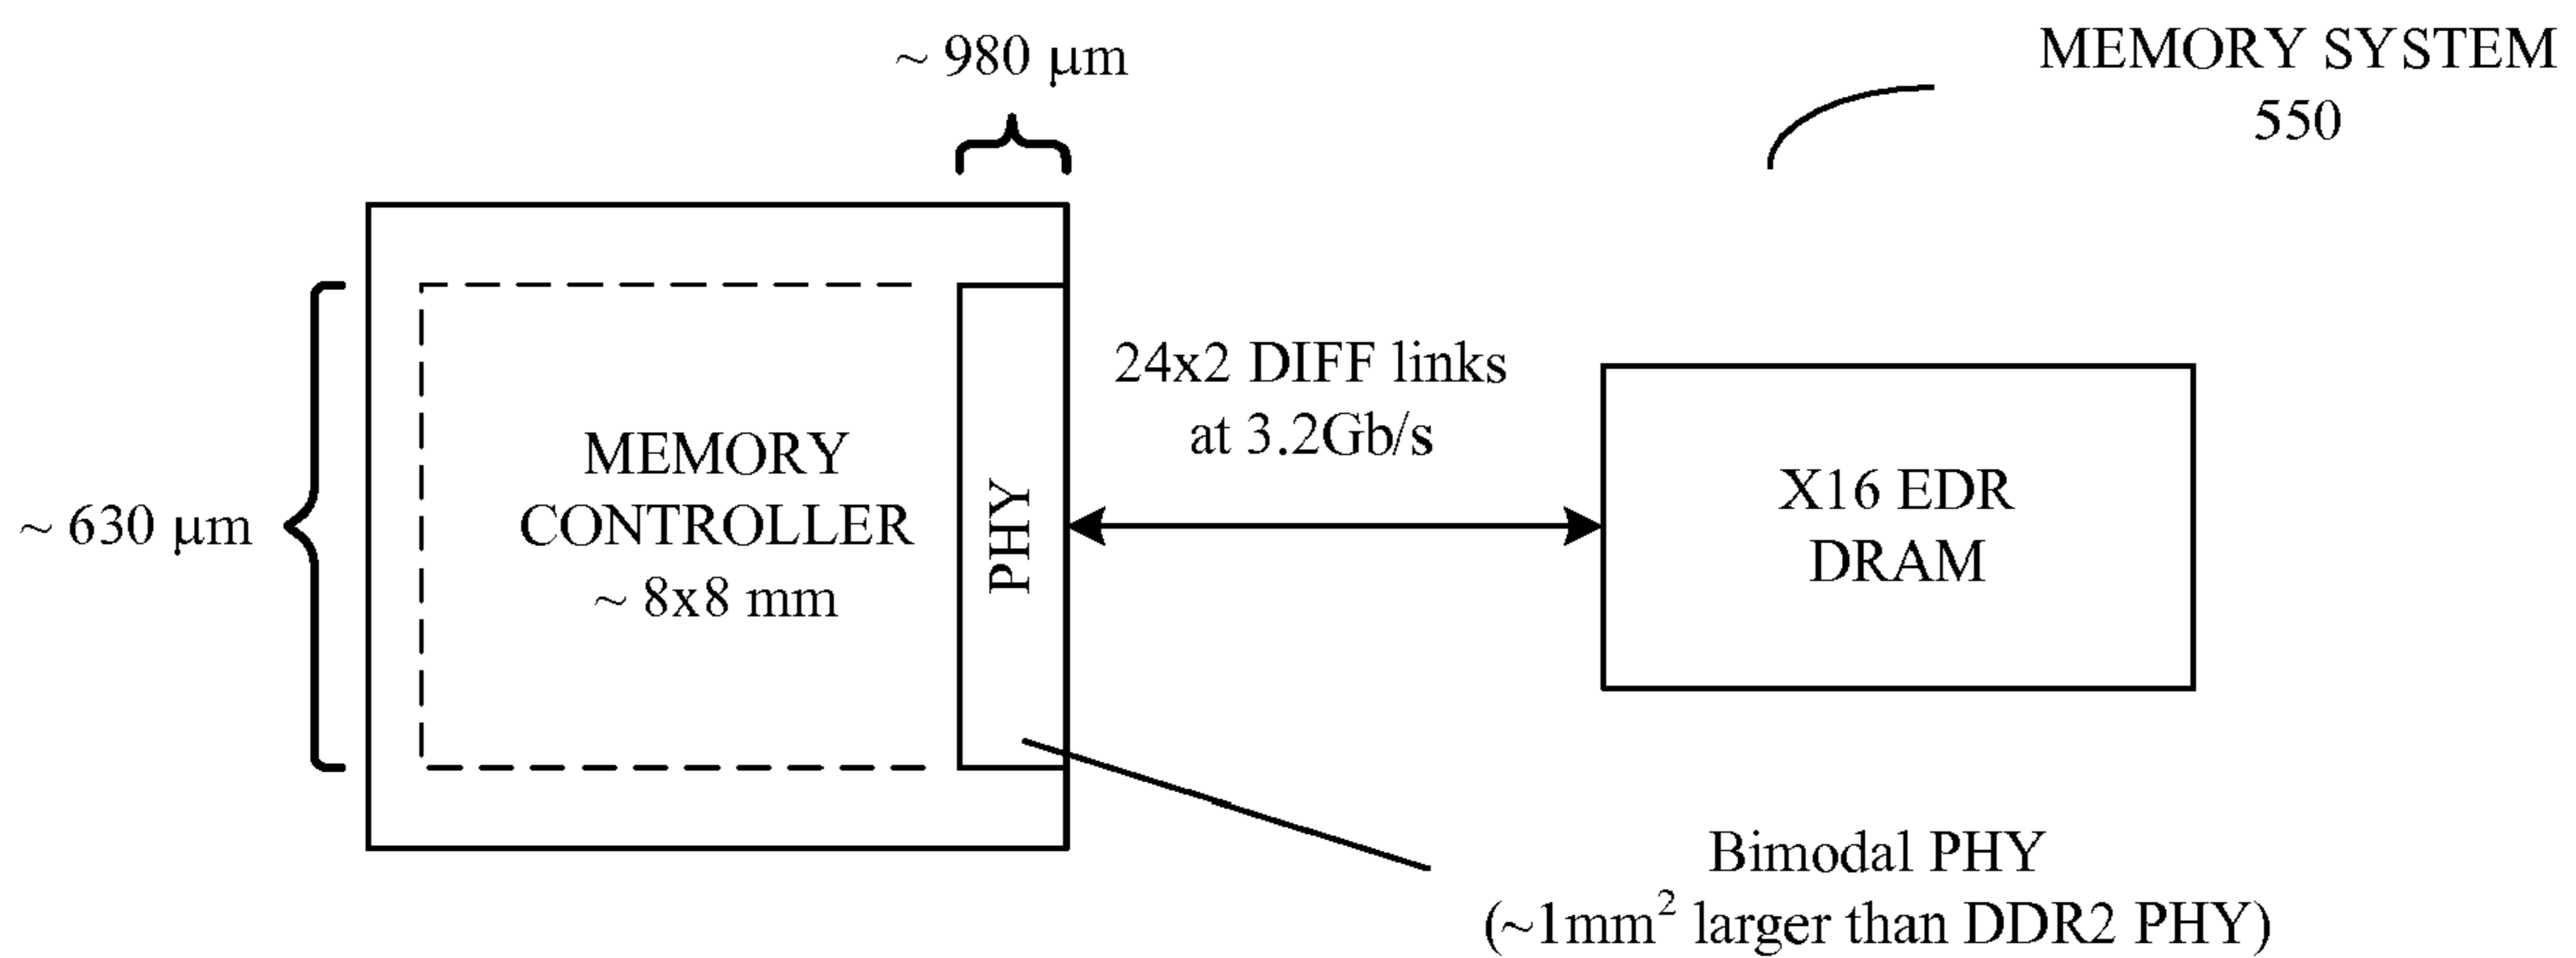 ~ 980 μm
MEMORY SYSTEM
550
~ 630 μm
MEMORY
CONTROLLER
~ 8x8 mm
PHY
24x2 DIFF links
at 3.2Gb/s
X16 EDR
DRAM
Bimodal PHY
(~1mm² larger than DDR2 PHY)